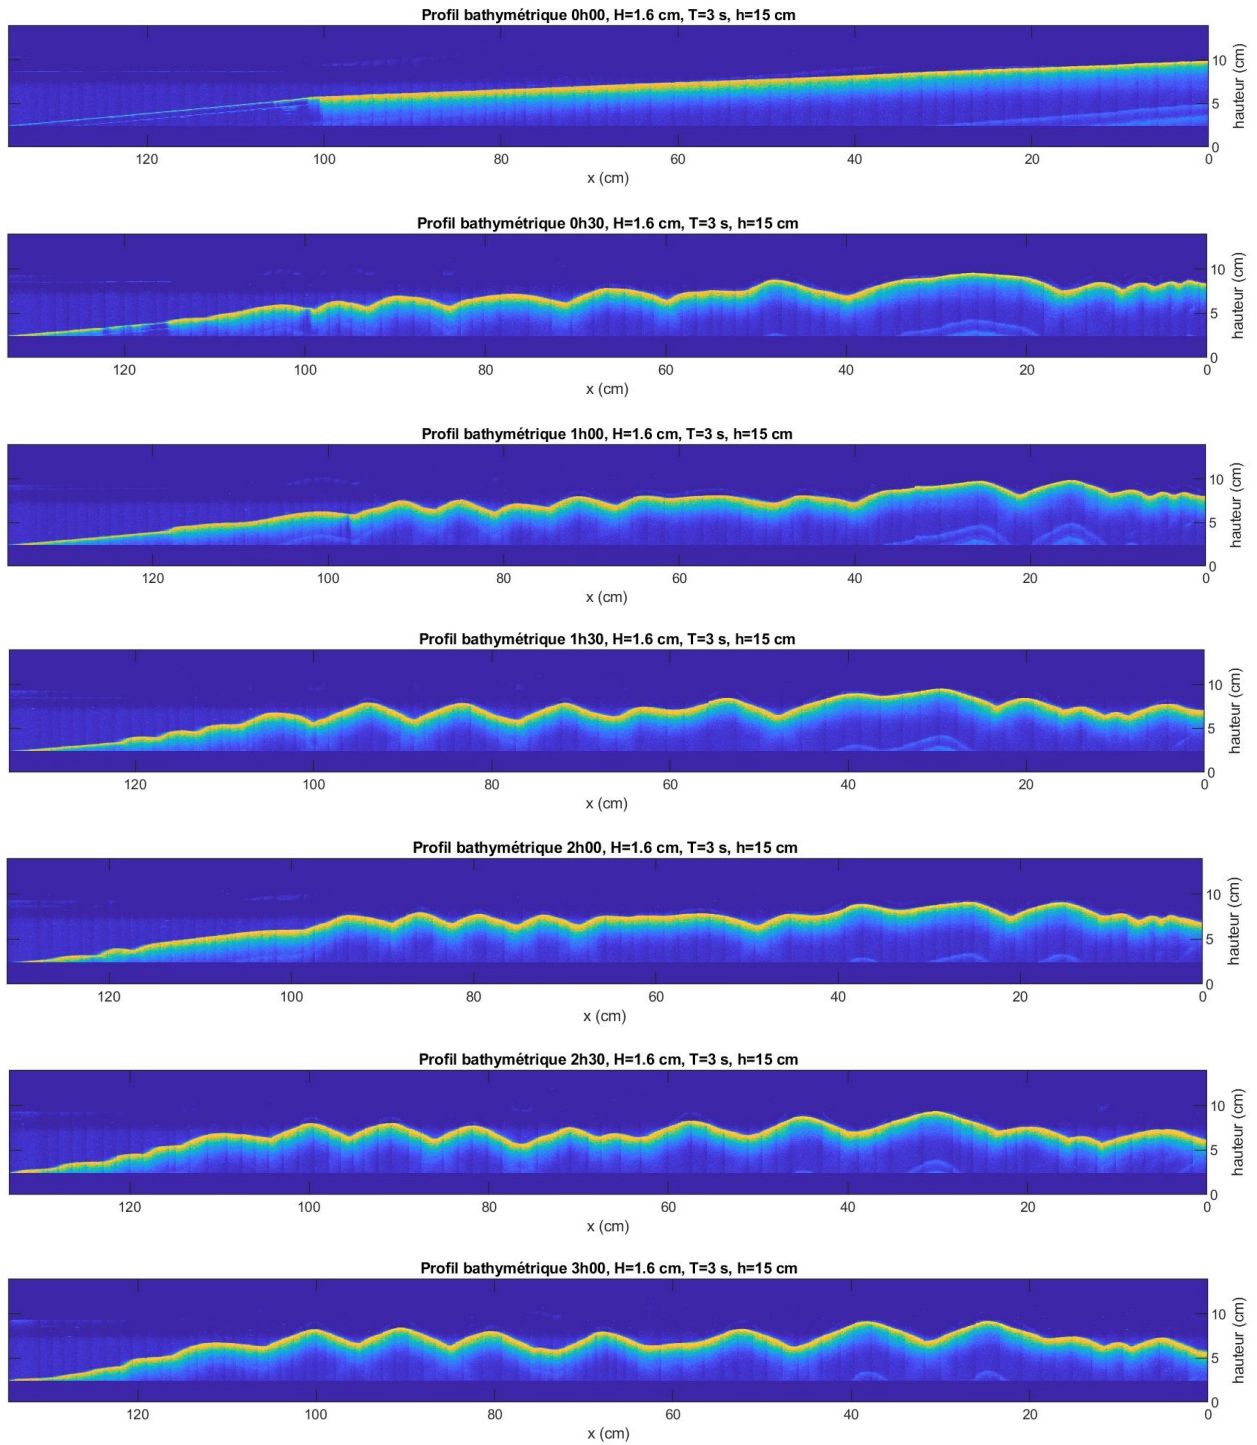 Profil bathymétrique 0h00, H=1.6 cm, T=3 s, h=15 cm
10
5
0
hauteur (cm)
120 100 80 60 40 20 0
x (cm)
Profil bathymétrique 0h30, H=1.6 cm, T=3 s, h=15 cm
10
5
0
hauteur (cm)
120 100 80 60 40 20 0
x (cm)
Profil bathymétrique 1h00, H=1.6 cm, T=3 s, h=15 cm
10
5
0
hauteur (cm)
120 100 80 60 40 20 0
x (cm)
Profil bathymétrique 1h30, H=1.6 cm, T=3 s, h=15 cm
10
5
0
hauteur (cm)
120 100 80 60 40 20 0
x (cm)
Profil bathymétrique 2h00, H=1.6 cm, T=3 s, h=15 cm
10
5
0
hauteur (cm)
120 100 80 60 40 20 0
x (cm)
Profil bathymétrique 2h30, H=1.6 cm, T=3 s, h=15 cm
10
5
0
hauteur (cm)
120 100 80 60 40 20 0
x (cm)
Profil bathymétrique 3h00, H=1.6 cm, T=3 s, h=15 cm
10
5
0
hauteur (cm)
120 100 80 60 40 20 0
x (cm)